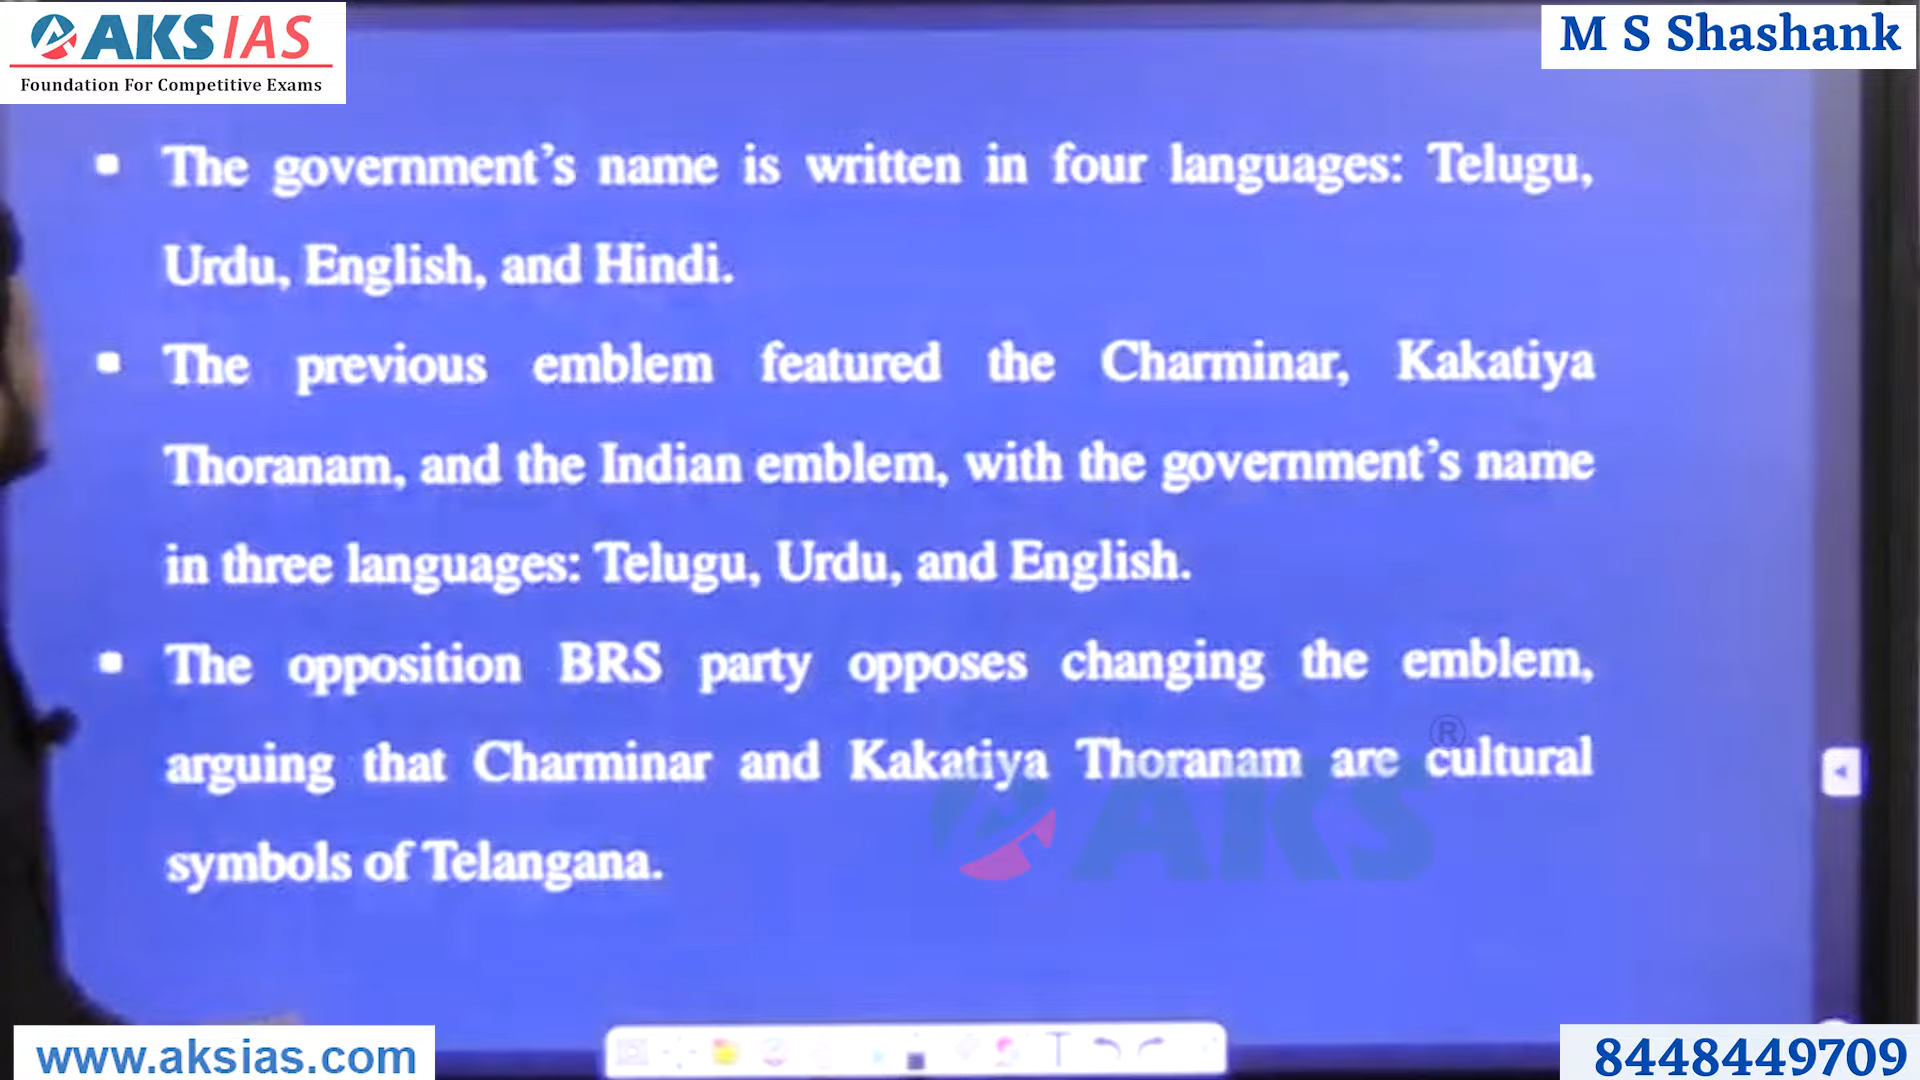 AKS IAS
Foundation For Competitive Exams
M S Shashank
▪ The government’s name is written in four languages: Telugu,
Urdu, English, and Hindi.
▪ The previous emblem featured the Charminar, Kakatiya
Thoranam, and the Indian emblem, with the government’s name
in three languages: Telugu, Urdu, and English.
▪ The opposition BRS party opposes changing the emblem,
arguing that Charminar and Kakatiya Thoranam are cultural
symbols of Telangana.
AKS ®
www.aksias.com
8448449709